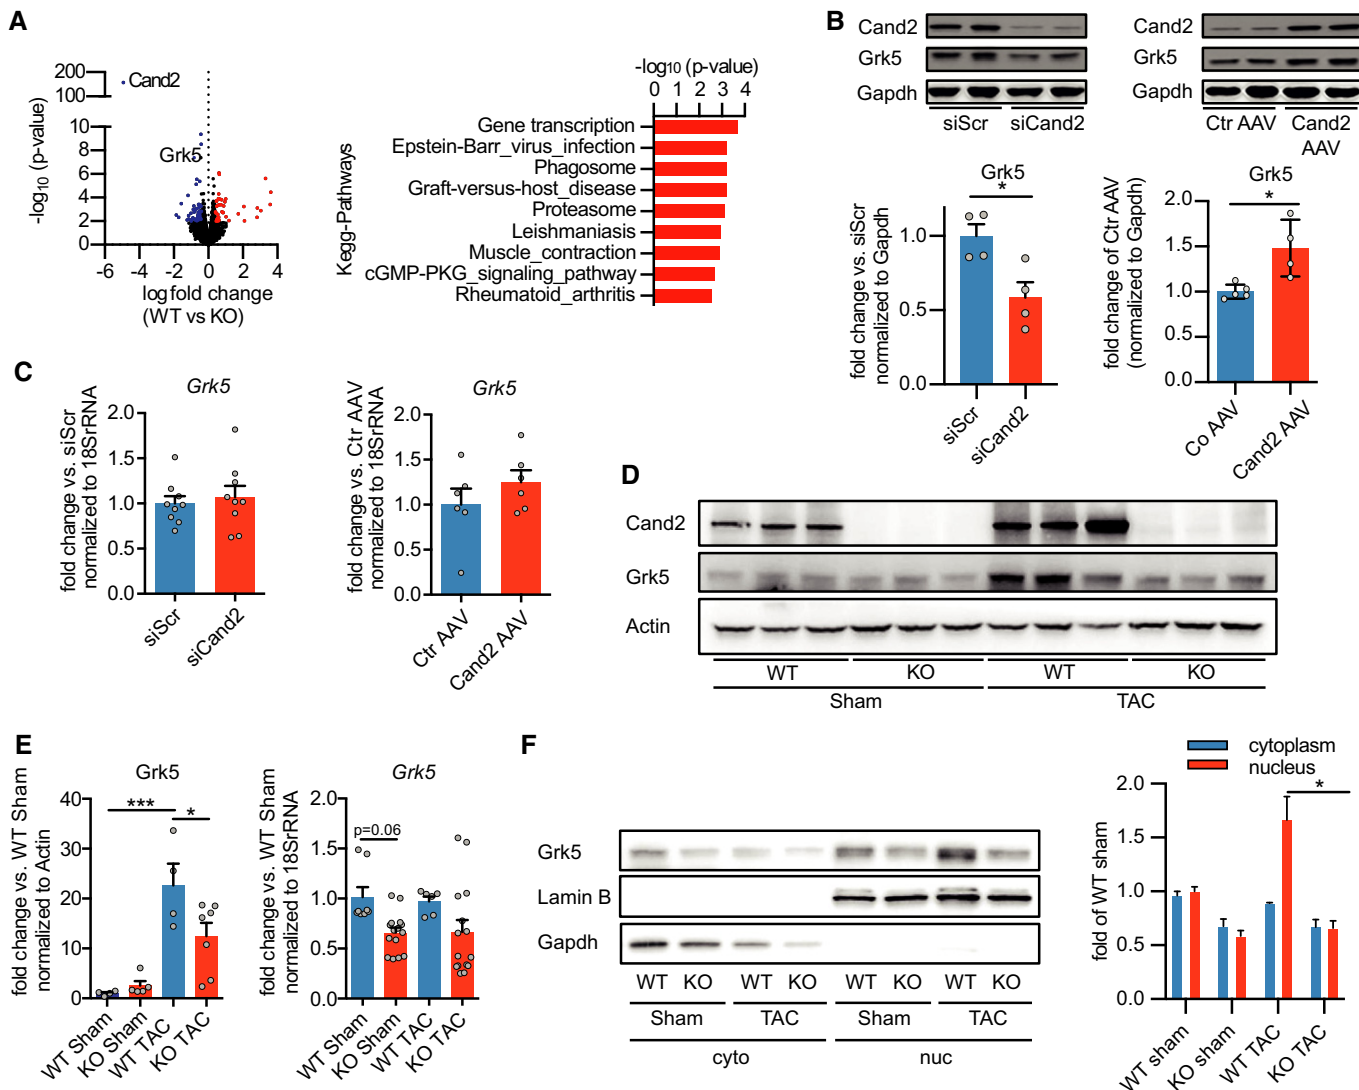 A
200
100
10
8
6
4
2
0
-log10 (p-value)
Cand2
Grk5
-6 -4 -2 0 2 4
log fold change
(WT vs KO)
-log10 (p-value)
0 1 2 3 4
Kegg-Pathways
Gene transcription
Epstein-Barr_virus_infection
Phagosome
Graft-versus-host_disease
Proteasome
Leishmaniasis
Muscle_contraction
cGMP-PKG_signaling_pathway
Rheumatoid_arthritis
B
Cand2
Grk5
Gapdh
siScr siCand2
Cand2
Grk5
Gapdh
Ctr AAV Cand2
AAV
Grk5
*
fold change vs. siScr
normalized to Gapdh
1.0
0.5
0.0
siScr
siCand2
Grk5
*
fold change of Ctr AAV
(normalized to Gapdh)
2.0
1.5
1.0
0.5
0.0
Co AAV
Cand2 AAV
C
Grk5
fold change vs. siScr
normalized to 18SrRNA
2.0
1.5
1.0
0.5
0.0
siScr
siCand2
Grk5
fold change vs. Ctr AAV
normalized to 18SrRNA
2.0
1.5
1.0
0.5
0.0
Ctr AAV
Cand2 AAV
D
Cand2
Grk5
Actin
WT KO WT KO
Sham TAC
E
Grk5
*** *
fold change vs. WT Sham
normalized to Actin
40
30
20
10
0
WT Sham
KO Sham
WT TAC
KO TAC
Grk5
p=0.06
fold change vs. WT Sham
normalized to 18SrRNA
2.0
1.5
1.0
0.5
0.0
WT Sham
KO Sham
WT TAC
KO TAC
F
Grk5
Lamin B
Gapdh
WT KO WT KO WT KO WT KO
Sham TAC Sham TAC
cyto nuc
cytoplasm
nucleus
*
fold of WT sham
2.0
1.5
1.0
0.5
0.0
WT sham
KO sham
WT TAC
KO TAC